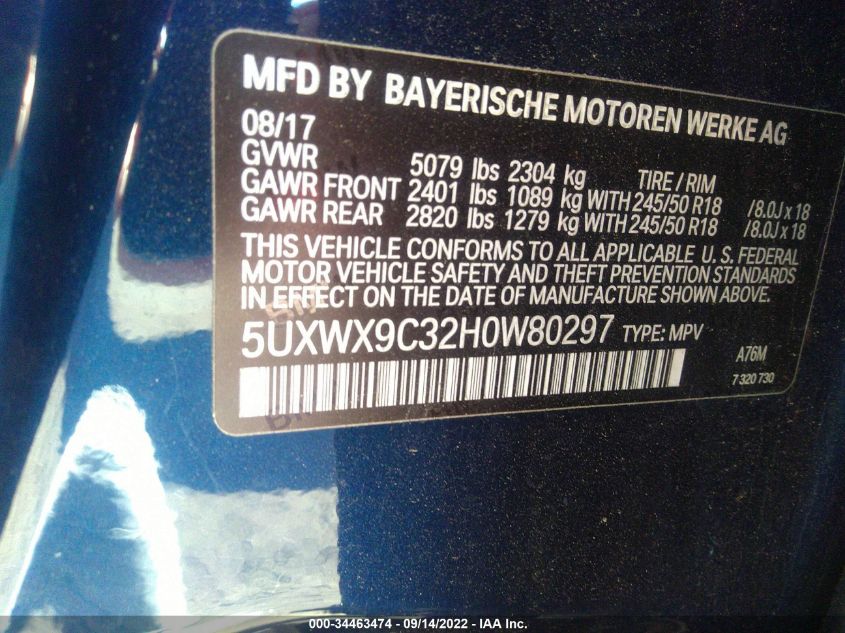 MFD BY BAYERISCHE MOTOREN WERKE AG
08/17
GVWR 5079 lbs 2304 kg TIRE / RIM
GAWR FRONT 2401 lbs 1089 kg WITH 245/50 R18 /8.0J x 18
GAWR REAR 2820 lbs 1279 kg WITH 245/50 R18 /8.0J x 18
THIS VEHICLE CONFORMS TO ALL APPLICABLE U. S. FEDERAL
MOTOR VEHICLE SAFETY AND THEFT PREVENTION STANDARDS
IN EFFECT ON THE DATE OF MANUFACTURE SHOWN ABOVE.
5UXWX9C32H0W80297 TYPE: MPV
A76M
7 320 730
000-34463474 - 09/14/2022 - IAA Inc.